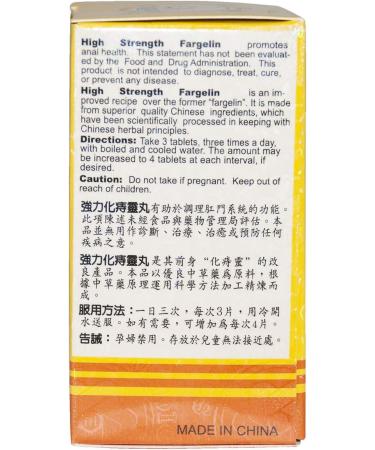 High Strength Fargelin promotes
anal health. This statement has not been evaluat-
ed by the Food and Drug Administration. This
product is not intended to diagnose, treat, cure,
or prevent any disease.
High Strength Fargelin is an im-
proved recipe over the former "fargelin". It is made
from superior quality Chinese ingredients, which
have been scientifically processed in keeping with
Chinese herbal principles.
Directions: Take 3 tablets, three times a day,
with boiled and cooled water. The amount may
be increased to 4 tablets at each interval, if
desired.
Caution: Do not take if pregnant. Keep out of
reach of children.
強力化痔靈丸有助於調理肛門系統的功能。
此項陳述未經食品與藥物管理局評估。本
品並無用作診斷、治療、治癒或預防任何
疾病之意。
強力化痔靈丸是其前身“化痔靈”的改
良產品。本品以優良中草藥為原料，根
據中草藥原理運用科學方法加工精煉而
成。
服用方法：一日三次，每次3片，用冷開
水送服。如有需要，可增加為每次4片。
告誡：孕婦禁用。存放於兒童無法接近處。
MADE IN CHINA